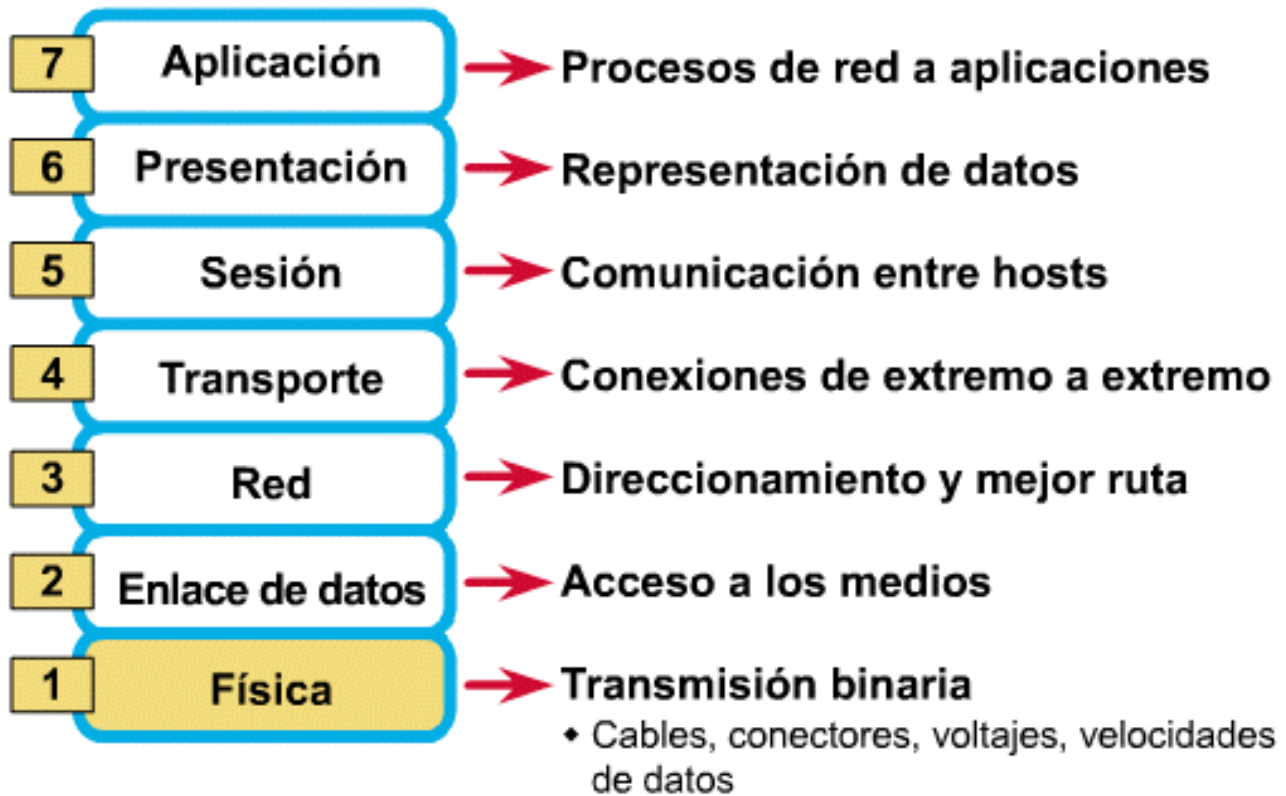 7 Aplicación Procesos de red a aplicaciones
6 Presentación Representación de datos
5 Sesión Comunicación entre hosts
4 Transporte Conexiones de extremo a extremo
3 Red Direccionamiento y mejor ruta
2 Enlace de datos Acceso a los medios
1 Física Transmisión binaria
◆ Cables, conectores, voltajes, velocidades
de datos